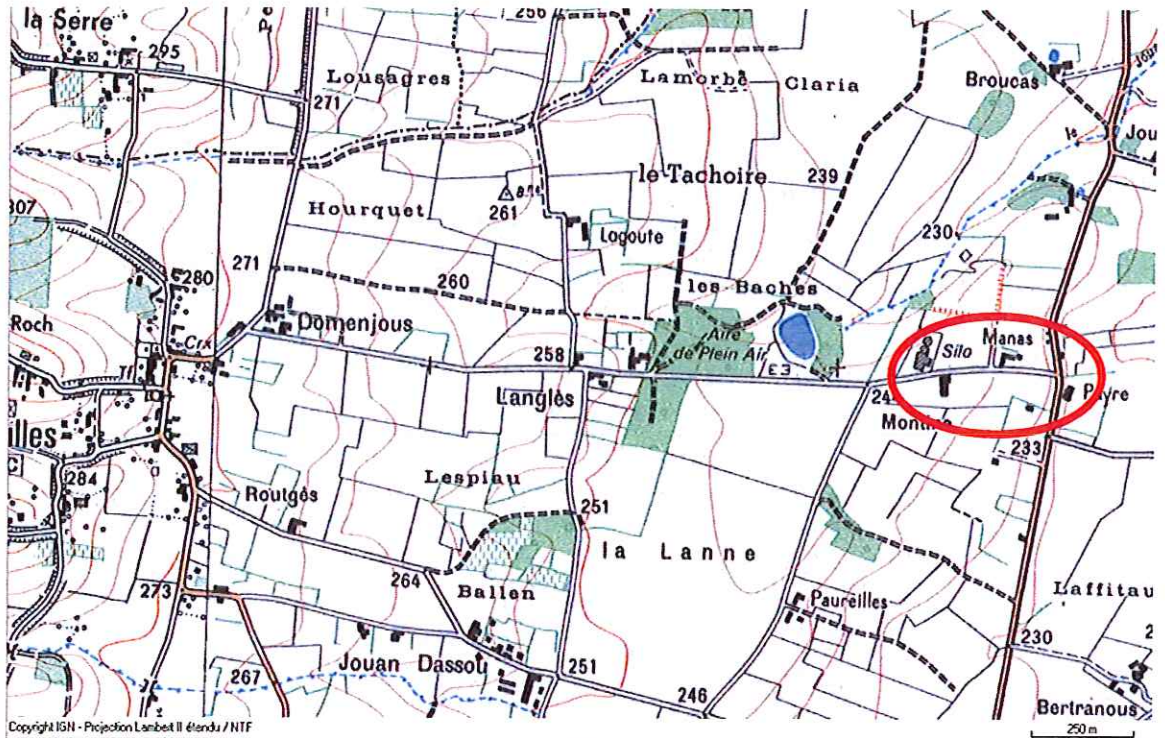 la Serre
295
256
Lousagres
271
Lamorbe
Claria
Broucas
le Tachoire
239
307
Hourquet
261
Logoute
230
280
271
260
les Baches
Roch
Domenjous
Crx
Aire
de Plein Air
258
Langlès
Silo
Manas
Payre
233
284
Routgès
Lespiau
251
la Lanne
264
Ballen
273
Paureilles
Laffitau
267
Jouan Dassot
251
246
230
Bertranous
Copyright IGN - Projection Lambert II étendu / NTF
250 m